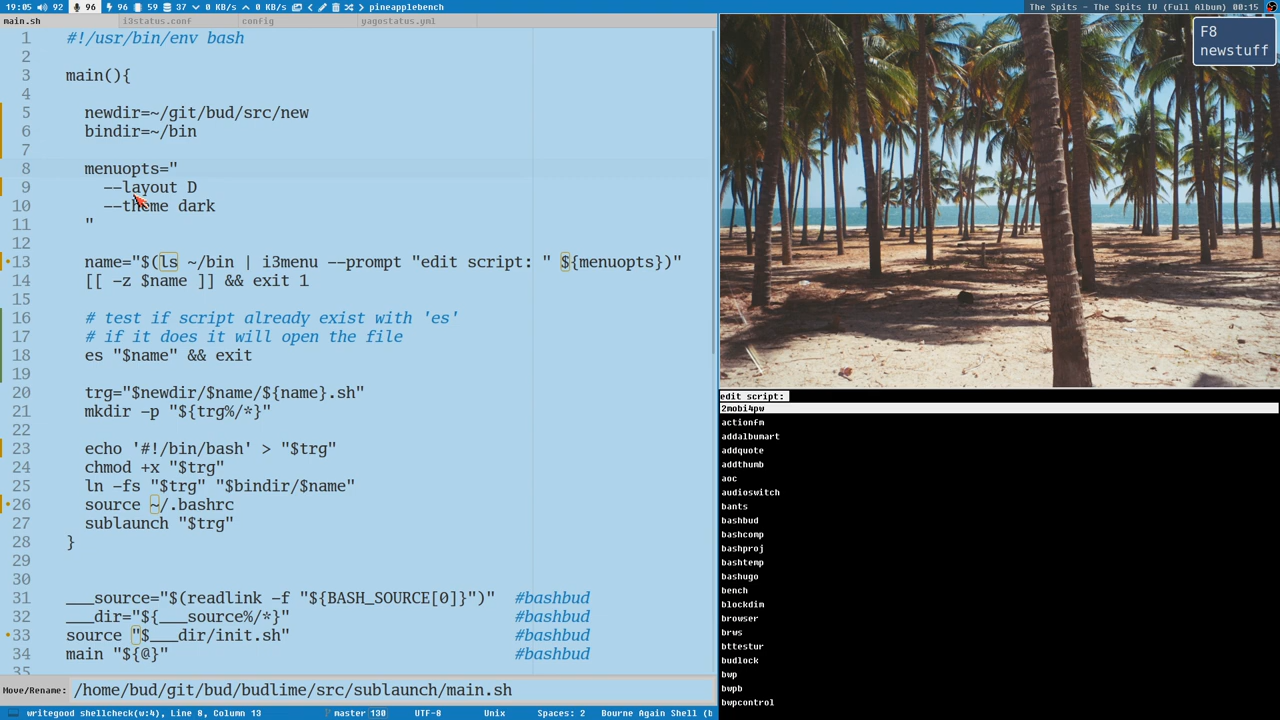 19:05 92 96 96 59 37 0 KB/s 0 KB/s pineapplebench
The Spits - The Spits IV (Full Album) 00:15
main.sh i3status.conf config yagostatus.yml
F8
newstuff
1 #!/usr/bin/env bash
2
3 main(){
4
5 newdir=~/git/bud/src/new
6 bindir=~/bin
7
8 menuopts="
9 --layout D
10 --theme dark
11 "
12
13 name="$(ls ~/bin | i3menu --prompt "edit script: " ${menuopts})"
14 [[ -z $name ]] && exit 1
15
16 # test if script already exist with 'es'
17 # if it does it will open the file
18 es "$name" && exit
19
20 trg="$newdir/$name/${name}.sh"
21 mkdir -p "${trg%/*}"
22
23 echo '#!/bin/bash' > "$trg"
24 chmod +x "$trg"
25 ln -fs "$trg" "$bindir/$name"
26 source ~/.bashrc
27 sublaunch "$trg"
28 }
29
30
31 ___source="$(readlink -f "${BASH_SOURCE[0]}")" #bashbud
32 __dir="${___source%/*}" #bashbud
33 source "$___dir/init.sh" #bashbud
34 main "${@}" #bashbud
35
Move/Rename: /home/bud/git/bud/budlime/src/sublaunch/main.sh
writegood shellcheck(w:4), Line 8, Column 13 master 130 UTF-8 Unix Spaces: 2 Bourne Again Shell (b
edit script:
2mobi4pw
actionfm
addalbumart
addquote
addthumb
aoc
audioswitch
bants
bashbud
bashcomp
bashproj
bashtemp
bashugo
bench
blockdim
browser
brws
bttestur
budlock
bwp
bwpb
bwpcontrol